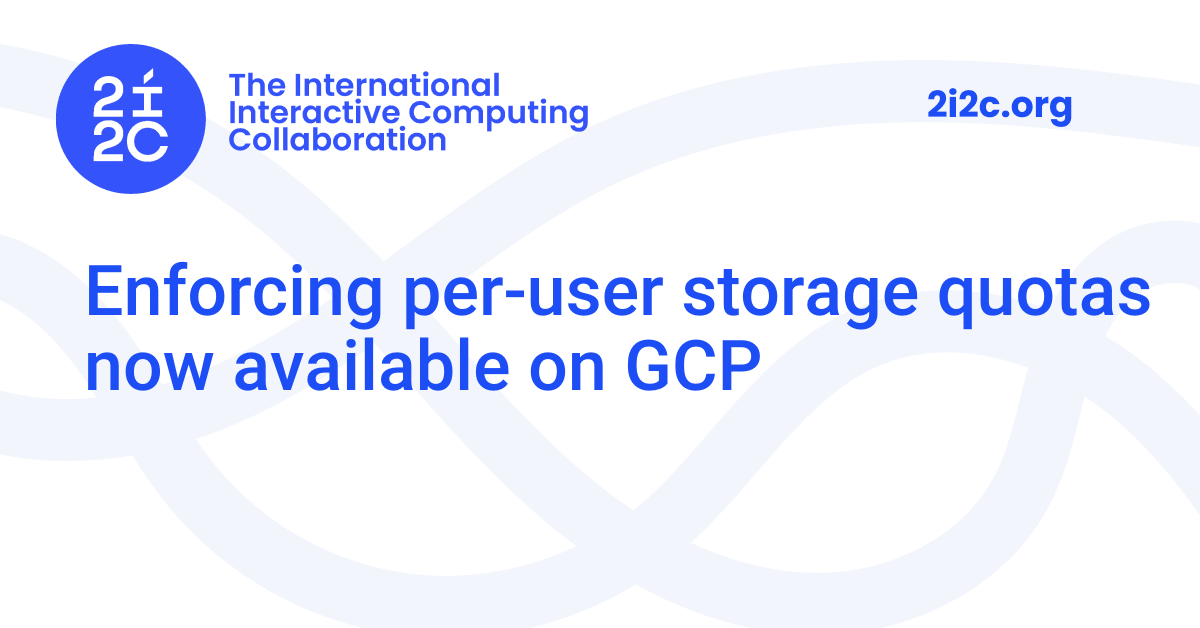 2i
2C
The International
Interactive Computing
Collaboration
2i2c.org
Enforcing per-user storage quotas
now available on GCP